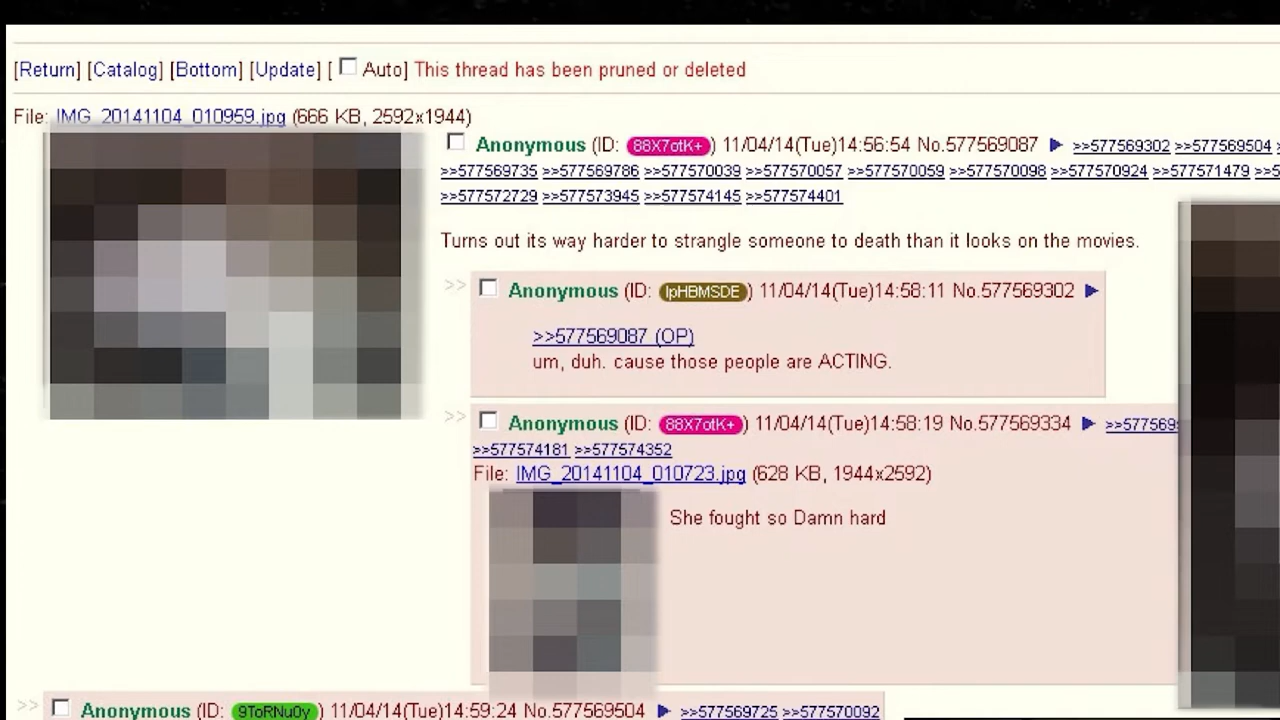 [Return] [Catalog] [Bottom] [Update] [ Auto] This thread has been pruned or deleted
File: IMG_20141104_010959.jpg (666 KB, 2592x1944)
Anonymous (ID: 88X7otK+) 11/04/14(Tue)14:56:54 No.577569087 ▶ >>577569302 >>577569504
>>577569735 >>577569786 >>577570039 >>577570057 >>577570059 >>577570098 >>577570924 >>577571479
>>577572729 >>577573945 >>577574145 >>577574401
Turns out its way harder to strangle someone to death than it looks on the movies.
>> Anonymous (ID: lpHBMSDE) 11/04/14(Tue)14:58:11 No.577569302 ▶
>>577569087 (OP)
um, duh. cause those people are ACTING.
>> Anonymous (ID: 88X7otK+) 11/04/14(Tue)14:58:19 No.577569334 ▶
>>577574181 >>577574352
File: IMG_20141104_010723.jpg (628 KB, 1944x2592)
She fought so Damn hard
>> Anonymous (ID: 9ToRNu0y) 11/04/14(Tue)14:59:24 No.577569504 ▶ >>577569725 >>577570092